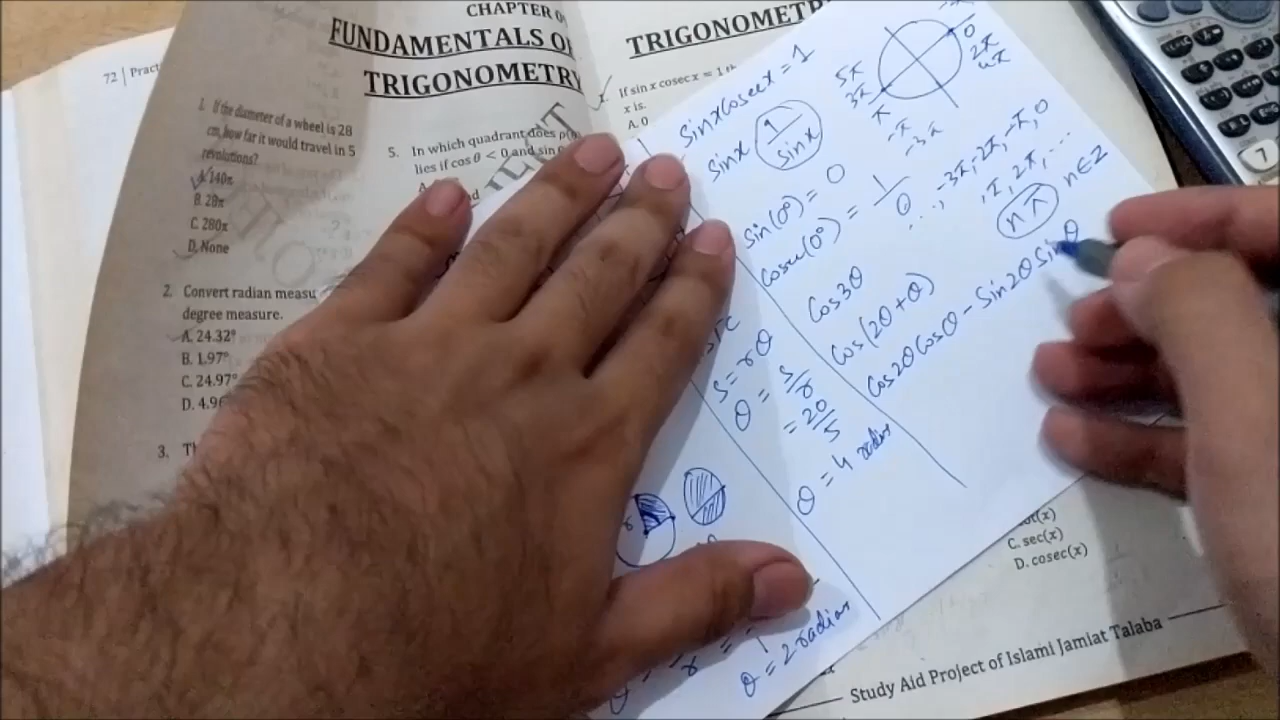 72 | Pract
CHAPTER 0
FUNDAMENTALS O
TRIGONOMETRY
1. If the diameter of a wheel is 28
cm, how far it would travel in 5
revolutions?
A. 140π
B. 28π
C. 280π
D. None
2. Convert radian measu
degree measure.
A. 24.32°
B. 1.97°
C. 24.97°
D. 4.96
3. Th
5. In which quadrant does
lies if cos θ < 0 and sin
TRIGONOMETR
If sin x cosec x = 1
x is.
A. 0
sinx cosecx = 1
sinx 1/sinx
sin(0°) = 0
cosec(0°) = 1/0
0
2π
4π
5π
3π
π
-π
-3π
..., -3π, -2π, -π, 0
, π, 2π, ...
nπ n∈Z
Cos3θ
Cos(2θ+θ)
Cos2θ Cosθ - Sin2θ Sinθ
S = rθ
θ = s/r
= 20/5
θ = 4 radian
r
θ = 2 radian
C. sec(x)
D. cosec(x)
Study Aid Project of Islami Jamiat Talaba